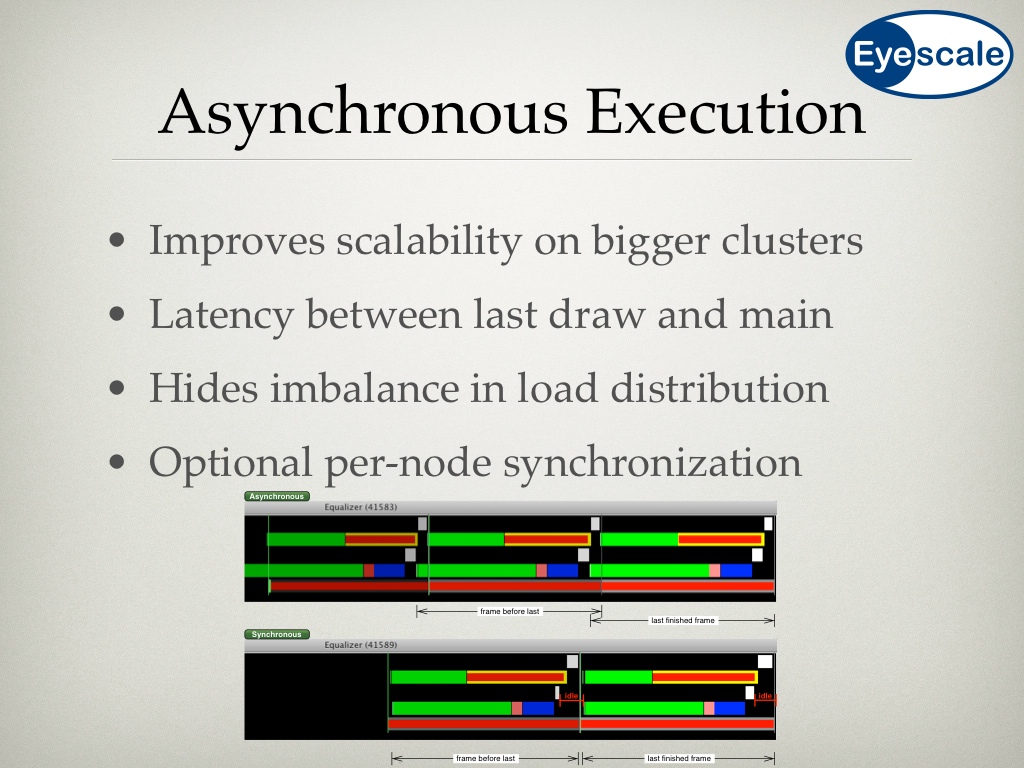 Eyescale
Asynchronous Execution
• Improves scalability on bigger clusters
• Latency between last draw and main
• Hides imbalance in load distribution
• Optional per-node synchronization
Asynchronous
Equalizer (41583)
frame before last
last finished frame
Synchronous
Equalizer (41589)
idle
idle
frame before last
last finished frame